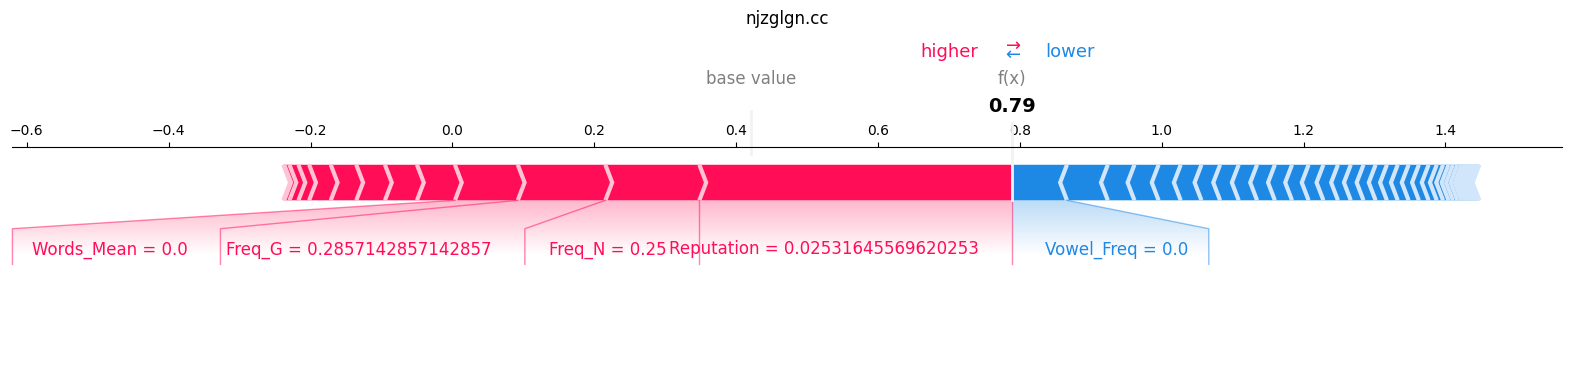 njzglgn.cc
higher ⇄ lower
base value f(x)
0.79
−0.6 −0.4 −0.2 0.0 0.2 0.4 0.6 0.8 1.0 1.2 1.4
Words_Mean = 0.0 Freq_G = 0.2857142857142857 Freq_N = 0.25 Reputation = 0.02531645569620253 Vowel_Freq = 0.0